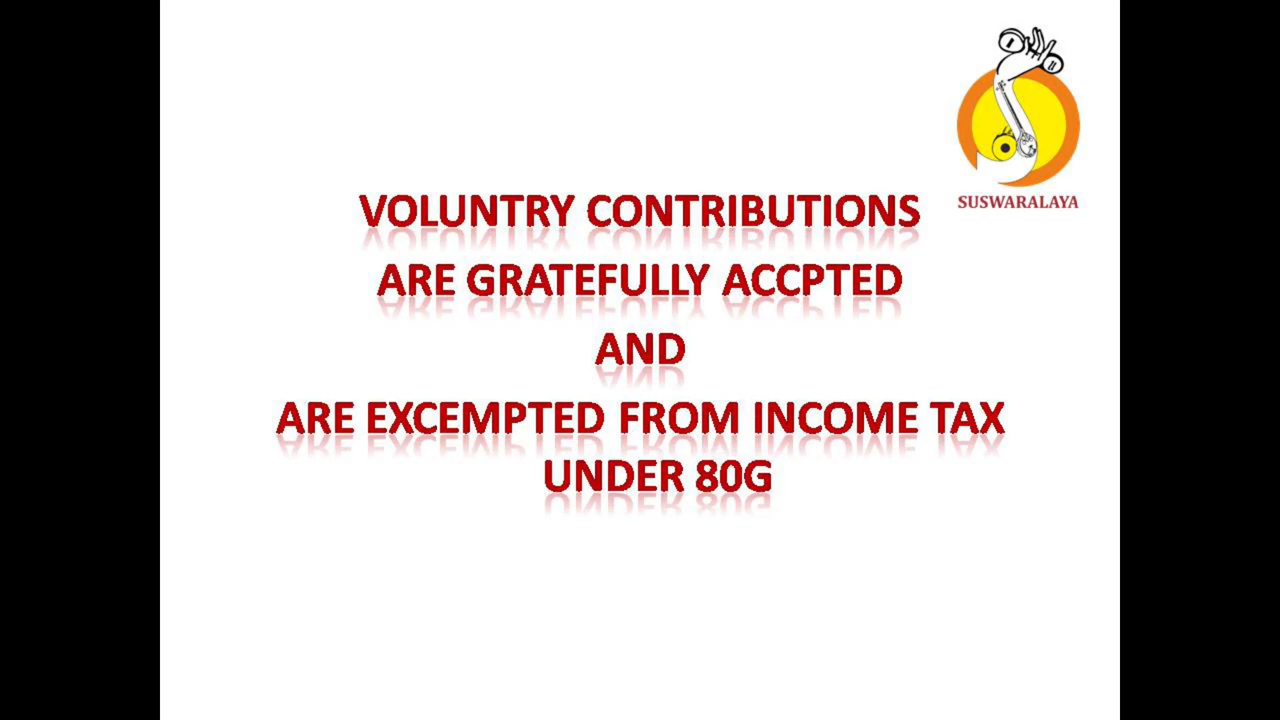 SUSWARALAYA
VOLUNTRY CONTRIBUTIONS
ARE GRATEFULLY ACCPTED
AND
ARE EXCEMPTED FROM INCOME TAX
UNDER 80G